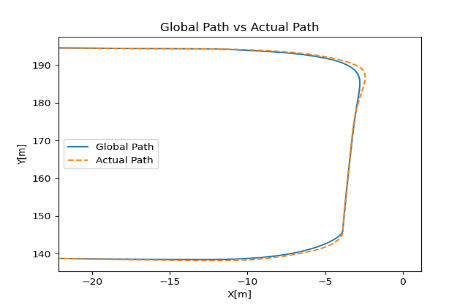 Global Path vs Actual Path
190
180
170
160
150
140
Y[m]
Global Path
Actual Path
−20
−15
−10
−5
0
X[m]